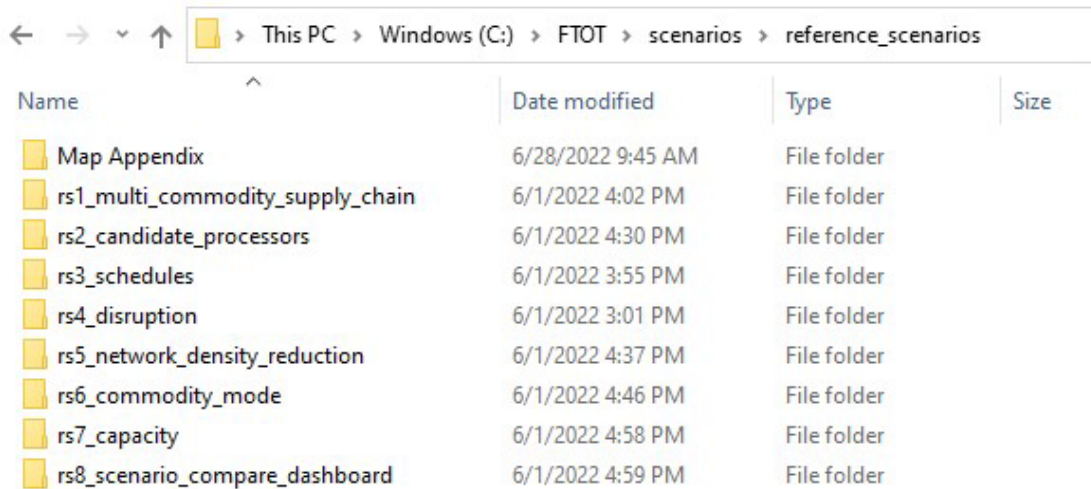 This PC > Windows (C:) > FTOT > scenarios > reference_scenarios
Name Date modified Type Size
Map Appendix 6/28/2022 9:45 AM File folder
rs1_multi_commodity_supply_chain 6/1/2022 4:02 PM File folder
rs2_candidate_processors 6/1/2022 4:30 PM File folder
rs3_schedules 6/1/2022 3:55 PM File folder
rs4_disruption 6/1/2022 3:01 PM File folder
rs5_network_density_reduction 6/1/2022 4:37 PM File folder
rs6_commodity_mode 6/1/2022 4:46 PM File folder
rs7_capacity 6/1/2022 4:58 PM File folder
rs8_scenario_compare_dashboard 6/1/2022 4:59 PM File folder